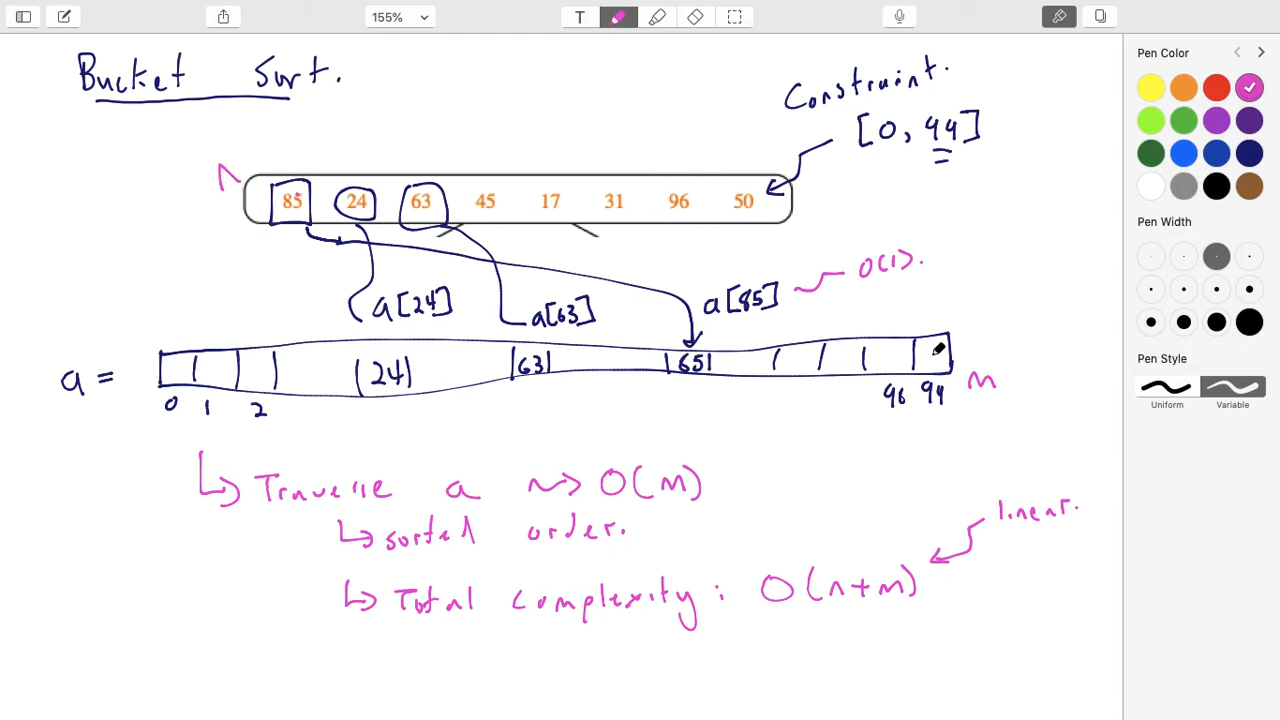 155%
T
Pen Color
Bucket Sort.
Constraint.
[0, 99]
n
85 24 63 45 17 31 96 50
Pen Width
O(1).
a[24] a[63] a[85]
a = 24 63 85
m
0 1 2 96 99
Pen Style
Uniform Variable
Traverse a ~> O(m)
sorted order.
linear.
Total complexity: O(n+m)